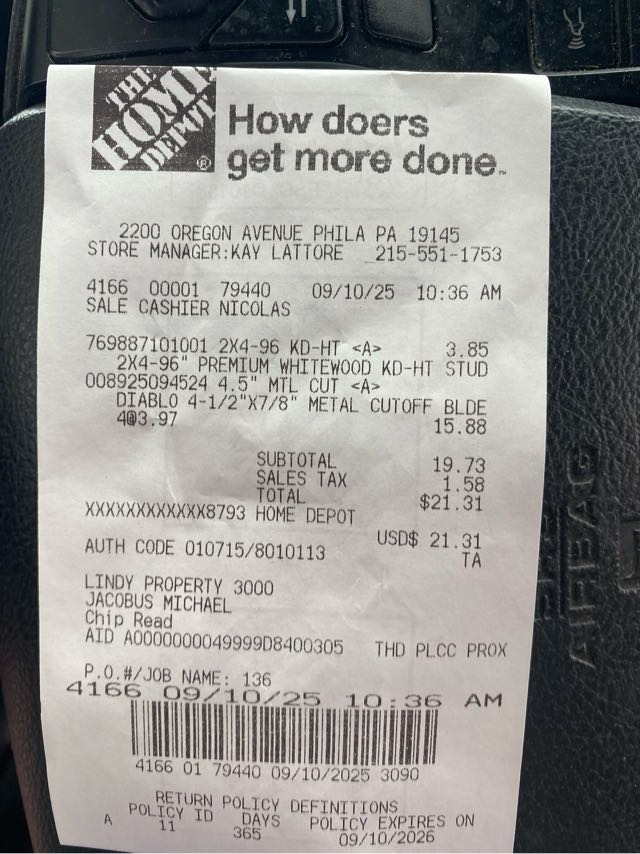 THE
HOME
DEPOT
®
How doers
get more done™
2200 OREGON AVENUE PHILA PA 19145
STORE MANAGER:KAY LATTORE 215-551-1753
4166 00001 79440 09/10/25 10:36 AM
SALE CASHIER NICOLAS
769887101001 2X4-96 KD-HT <A> 3.85
2X4-96" PREMIUM WHITEWOOD KD-HT STUD
008925094524 4.5" MTL CUT <A>
DIABLO 4-1/2"X7/8" METAL CUTOFF BLDE
4@3.97 15.88
SUBTOTAL 19.73
SALES TAX 1.58
TOTAL $21.31
XXXXXXXXXXXX8793 HOME DEPOT
USD$ 21.31
AUTH CODE 010715/8010113 TA
LINDY PROPERTY 3000
JACOBUS MICHAEL
Chip Read
AID A0000000049999D8400305 THD PLCC PROX
P.O.#/JOB NAME: 136
4166 09/10/25 10:36 AM
4166 01 79440 09/10/2025 3090
RETURN POLICY DEFINITIONS
POLICY ID DAYS POLICY EXPIRES ON
A 11 365 09/10/2026
AIRBAG